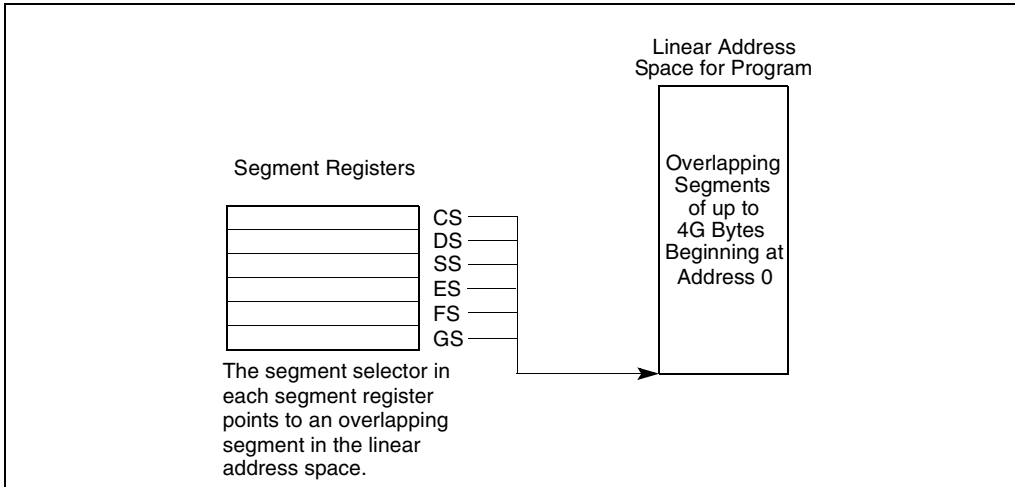 Linear Address
Space for Program
Overlapping
Segments
of up to
4G Bytes
Beginning at
Address 0
Segment Registers
CS
DS
SS
ES
FS
GS
The segment selector in
each segment register
points to an overlapping
segment in the linear
address space.